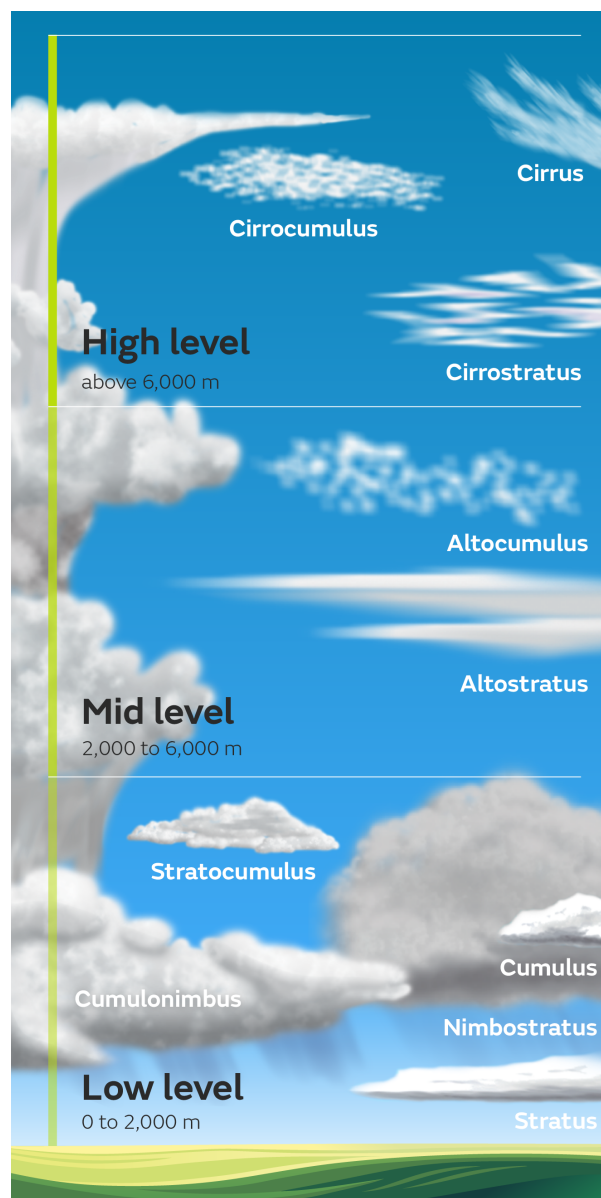 Cirrus
Cirrocumulus
High level
above 6,000 m
Cirrostratus
Altocumulus
Altostratus
Mid level
2,000 to 6,000 m
Stratocumulus
Cumulus
Cumulonimbus
Nimbostratus
Low level
0 to 2,000 m
Stratus